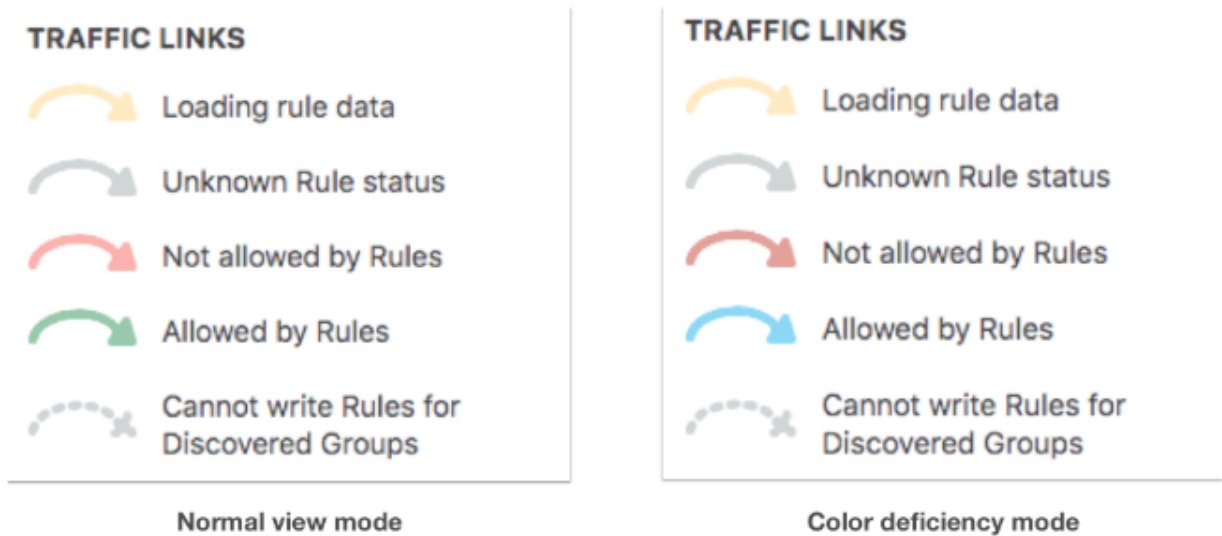 TRAFFIC LINKS
Loading rule data
Unknown Rule status
Not allowed by Rules
Allowed by Rules
Cannot write Rules for
Discovered Groups
Normal view mode
TRAFFIC LINKS
Loading rule data
Unknown Rule status
Not allowed by Rules
Allowed by Rules
Cannot write Rules for
Discovered Groups
Color deficiency mode